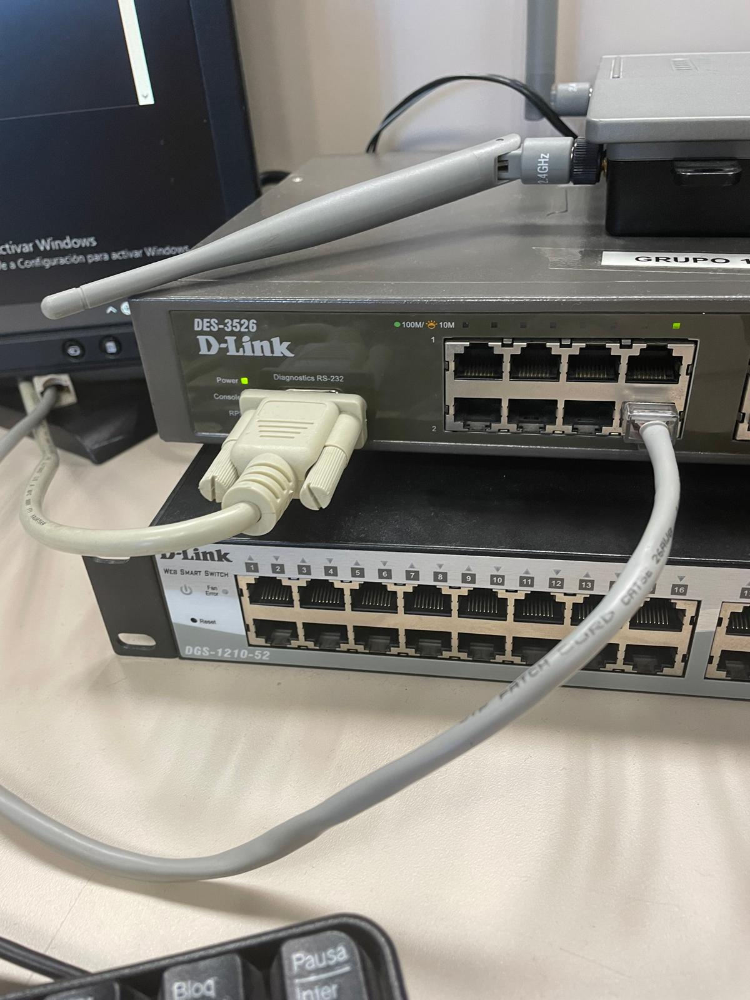 2.4GHz
ctivar Windows
a Configuración para activar Windows.
GRUPO 1
DES-3526
D-Link
100M/ 10M
1
2
Power
Diagnostics RS-232
Console
RP
D-Link
WEB SMART SWITCH
Fan
Error
Reset
DGS-1210-52
1 2 3 4 5 6 7 8 9 10 11 12 13 16
PATCH CORD CAT5e 26AWG
Pausa
Inter
Bloq